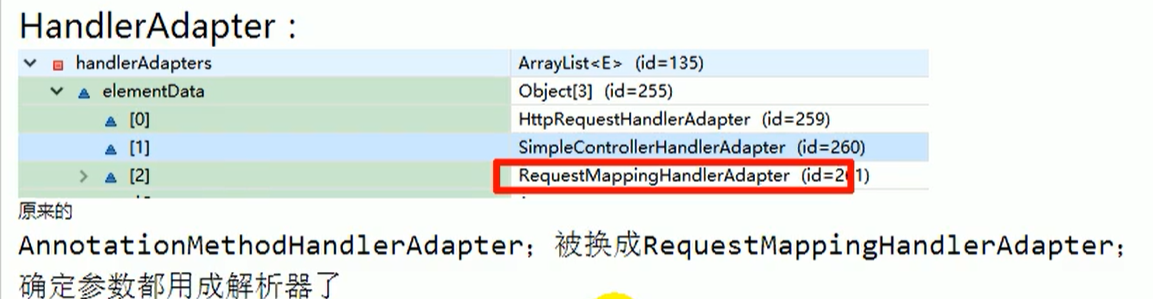 HandlerAdapter：
handlerAdapters ArrayList<E> (id=135)
elementData Object[3] (id=255)
[0] HttpRequestHandlerAdapter (id=259)
[1] SimpleControllerHandlerAdapter (id=260)
[2] RequestMappingHandlerAdapter (id=261)
原来的
AnnotationMethodHandlerAdapter；被换成RequestMappingHandlerAdapter；
确定参数都用成解析器了